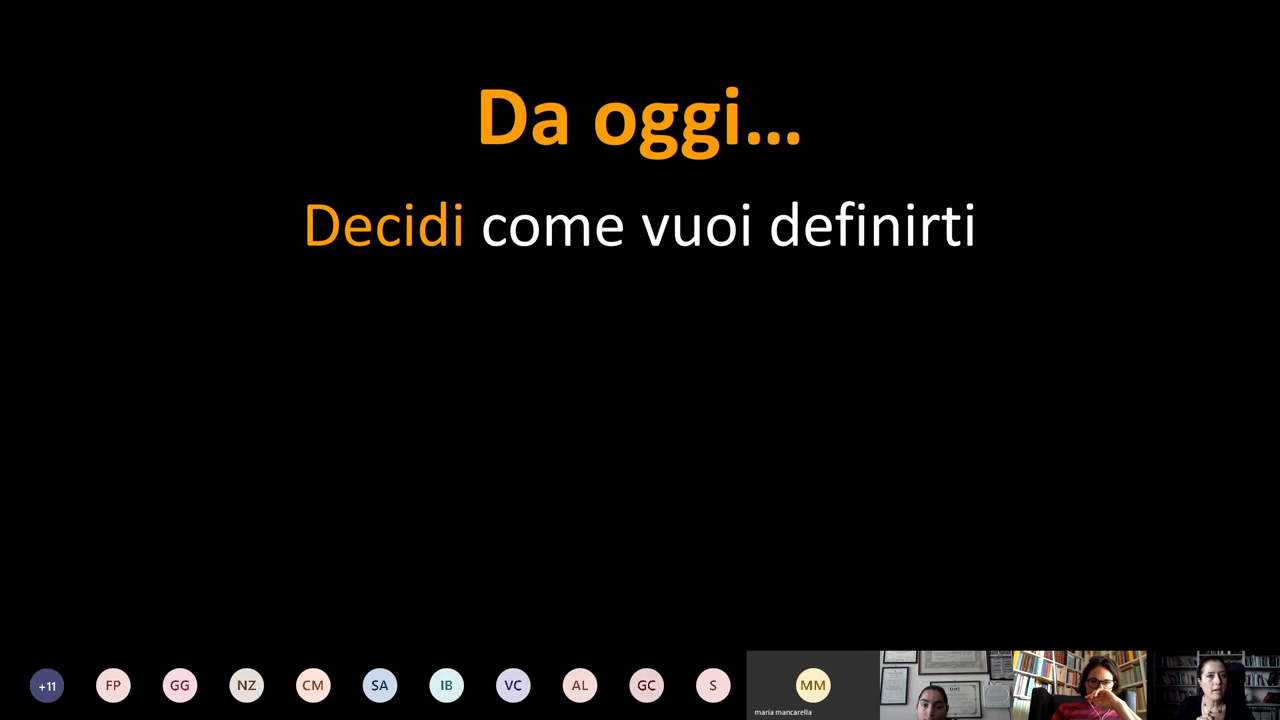 Da oggi...
Decidi come vuoi definirti
+11
FP
GG
NZ
CM
SA
IB
VC
AL
GC
S
MM
maria mancarella